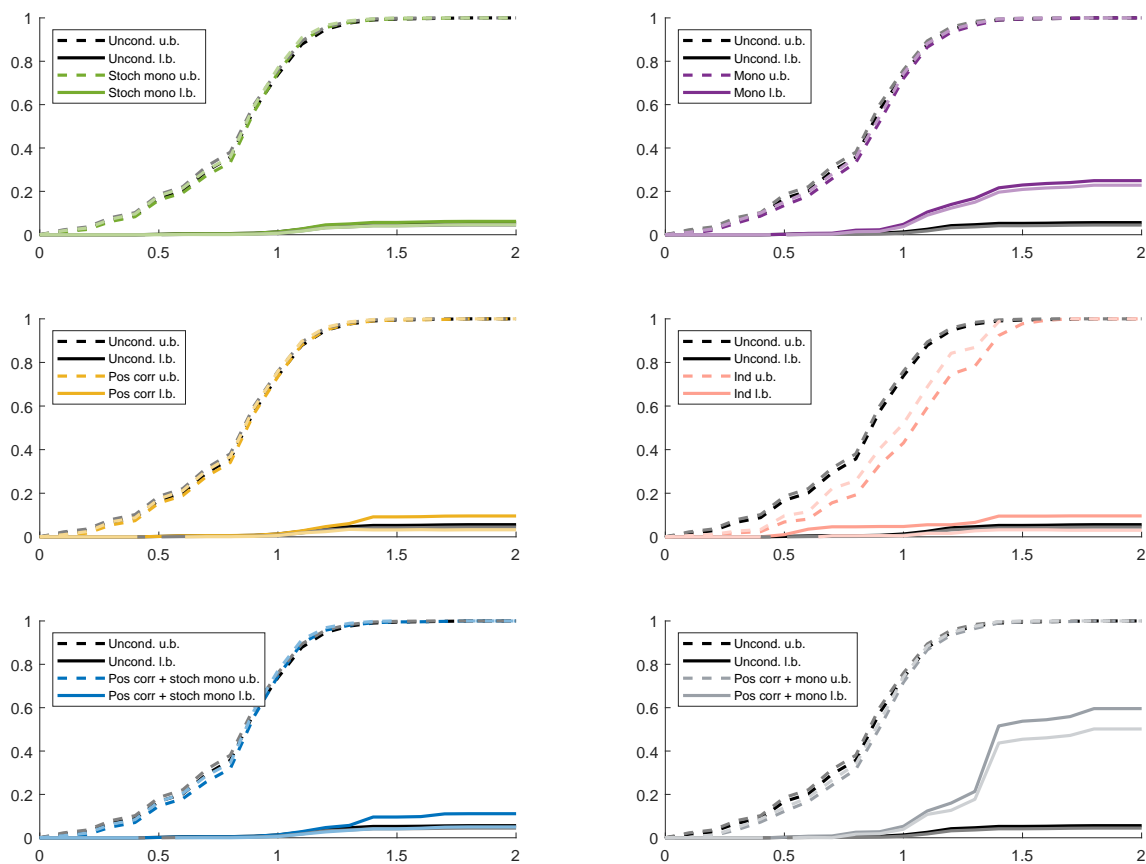 1
0.8
0.6
0.4
0.2
0
Uncond. u.b.
Uncond. l.b.
Stoch mono u.b.
Stoch mono l.b.
0 0.5 1 1.5 2
1
0.8
0.6
0.4
0.2
0
Uncond. u.b.
Uncond. l.b.
Mono u.b.
Mono l.b.
0 0.5 1 1.5 2
1
0.8
0.6
0.4
0.2
0
Uncond. u.b.
Uncond. l.b.
Pos corr u.b.
Pos corr l.b.
0 0.5 1 1.5 2
1
0.8
0.6
0.4
0.2
0
Uncond. u.b.
Uncond. l.b.
Ind u.b.
Ind l.b.
0 0.5 1 1.5 2
1
0.8
0.6
0.4
0.2
0
Uncond. u.b.
Uncond. l.b.
Pos corr + stoch mono u.b.
Pos corr + stoch mono l.b.
0 0.5 1 1.5 2
1
0.8
0.6
0.4
0.2
0
Uncond. u.b.
Uncond. l.b.
Pos corr + mono u.b.
Pos corr + mono l.b.
0 0.5 1 1.5 2